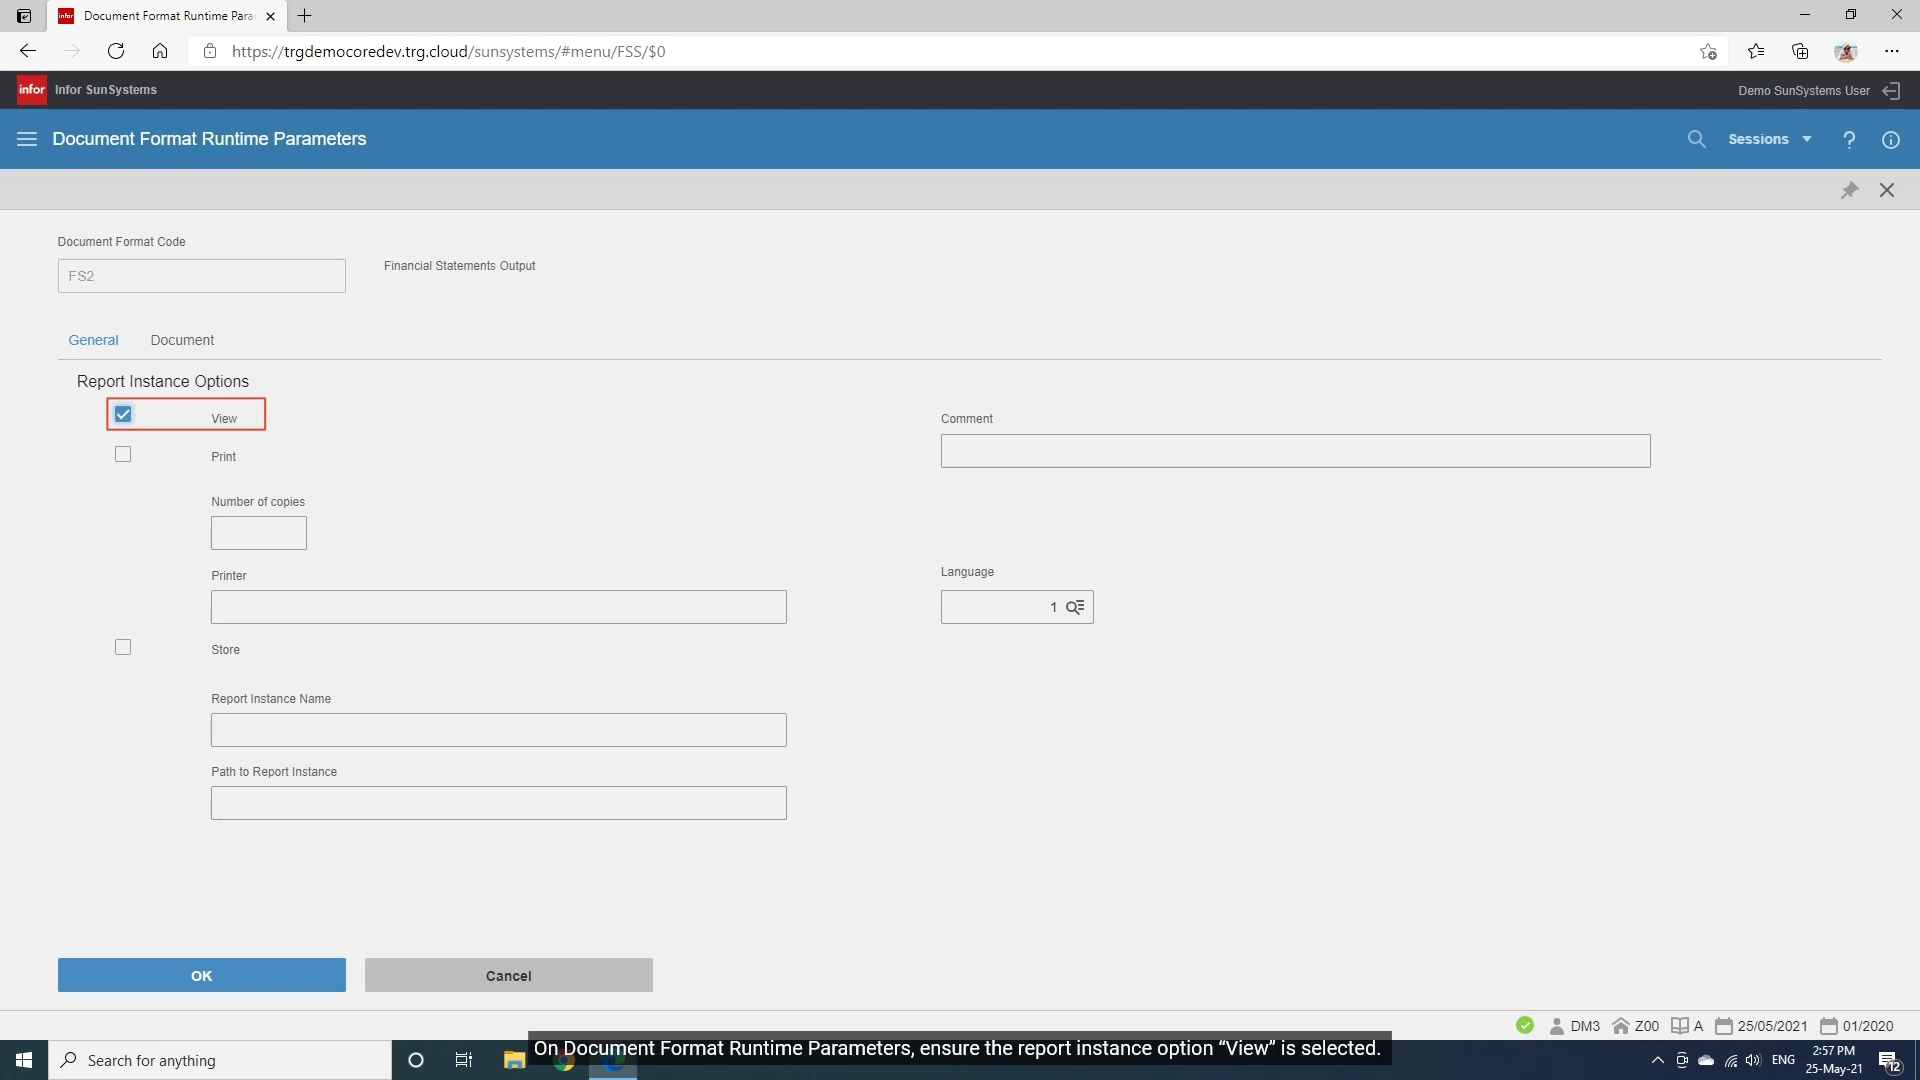 Document Format Runtime Para
https://trgdemocoredev.trg.cloud/sunsystems/#menu/FSS/$0
infor Infor SunSystems
Demo SunSystems User
Document Format Runtime Parameters
Sessions
Document Format Code
FS2
Financial Statements Output
General Document
Report Instance Options
View
Comment
Print
Number of copies
Printer
Language
1
Store
Report Instance Name
Path to Report Instance
OK
Cancel
DM3 Z00 A 25/05/2021 01/2020
Search for anything
On Document Format Runtime Parameters, ensure the report instance option “View” is selected.
ENG
2:57 PM
25-May-21
12